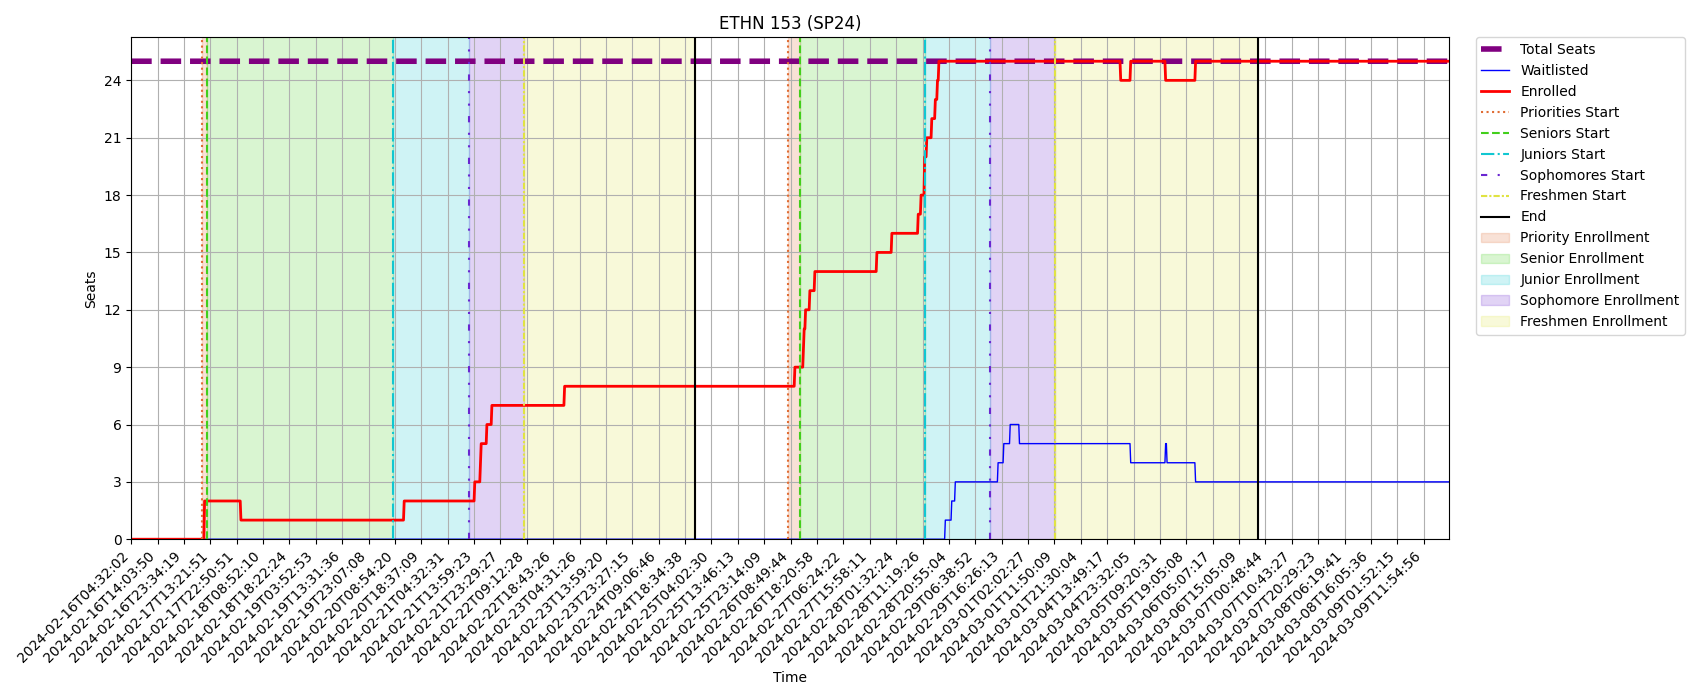 ETHN 153 (SP24)
Total Seats
Waitlisted
Enrolled
Priorities Start
Seniors Start
Juniors Start
Sophomores Start
Freshmen Start
End
Priority Enrollment
Senior Enrollment
Junior Enrollment
Sophomore Enrollment
Freshmen Enrollment
Seats
24
21
18
15
12
9
6
3
0
2024-02-16T04:32:02
2024-02-16T14:03:50
2024-02-16T23:34:19
2024-02-17T13:21:51
2024-02-17T22:50:51
2024-02-18T08:52:10
2024-02-18T18:22:24
2024-02-19T03:52:53
2024-02-19T13:31:36
2024-02-19T23:07:08
2024-02-20T08:54:20
2024-02-20T18:37:09
2024-02-21T04:32:31
2024-02-21T13:59:23
2024-02-21T23:29:27
2024-02-22T09:12:28
2024-02-22T18:43:26
2024-02-23T04:31:26
2024-02-23T13:59:20
2024-02-23T23:27:15
2024-02-24T09:06:46
2024-02-24T18:34:38
2024-02-25T04:02:30
2024-02-25T13:46:13
2024-02-25T23:14:09
2024-02-26T08:49:44
2024-02-26T18:20:58
2024-02-27T06:24:22
2024-02-27T15:58:11
2024-02-28T01:32:24
2024-02-28T11:19:26
2024-02-28T20:55:04
2024-02-29T06:38:52
2024-02-29T16:26:13
2024-03-01T02:02:27
2024-03-01T11:50:09
2024-03-01T21:30:04
2024-03-04T13:49:17
2024-03-04T23:32:05
2024-03-05T09:20:31
2024-03-05T19:05:08
2024-03-06T05:07:17
2024-03-06T15:05:09
2024-03-07T00:48:44
2024-03-07T10:43:27
2024-03-07T20:29:23
2024-03-08T06:19:41
2024-03-08T16:05:36
2024-03-09T01:52:15
2024-03-09T11:54:56
Time